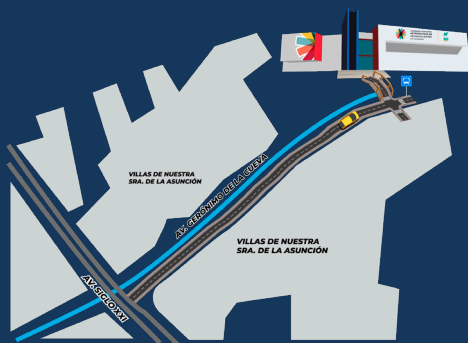 VILLAS DE NUESTRA
SRA. DE LA ASUNCIÓN
AV. GERÓNIMO DE LA CUEVA
VILLAS DE NUESTRA
SRA. DE LA ASUNCIÓN
AV. SIGLO XXI